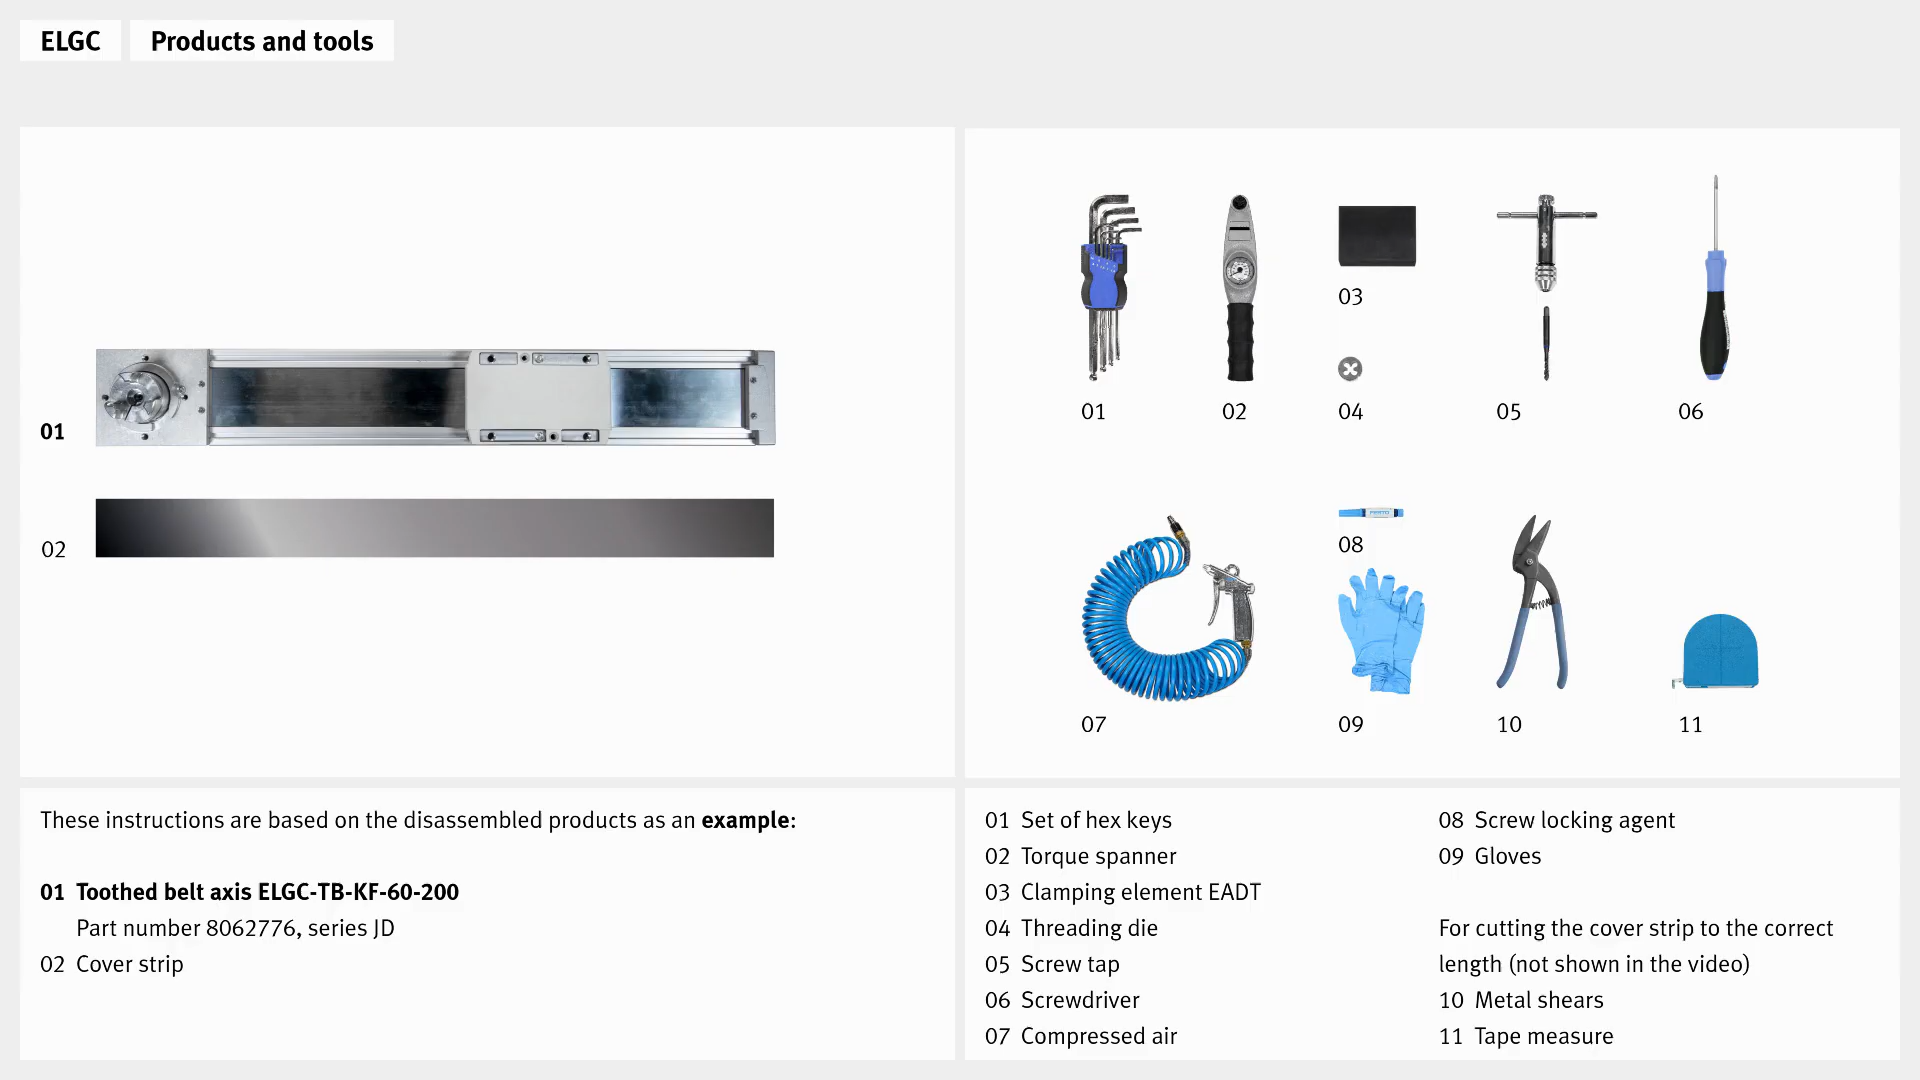 ELGC
Products and tools
01
02
01
02
03
04
05
06
07
08
09
10
11
These instructions are based on the disassembled products as an example:
01 Toothed belt axis ELGC-TB-KF-60-200
Part number 8062776, series JD
02 Cover strip
01 Set of hex keys
02 Torque spanner
03 Clamping element EADT
04 Threading die
05 Screw tap
06 Screwdriver
07 Compressed air
08 Screw locking agent
09 Gloves
For cutting the cover strip to the correct
length (not shown in the video)
10 Metal shears
11 Tape measure